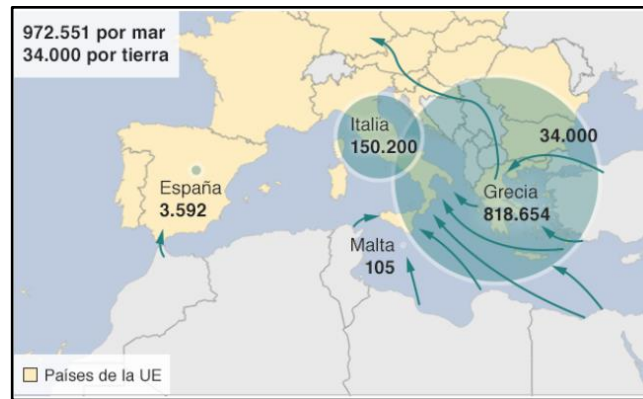 972.551 por mar
34.000 por tierra
Italia
150.200
34.000
España
3.592
Grecia
818.654
Malta
105
Países de la UE